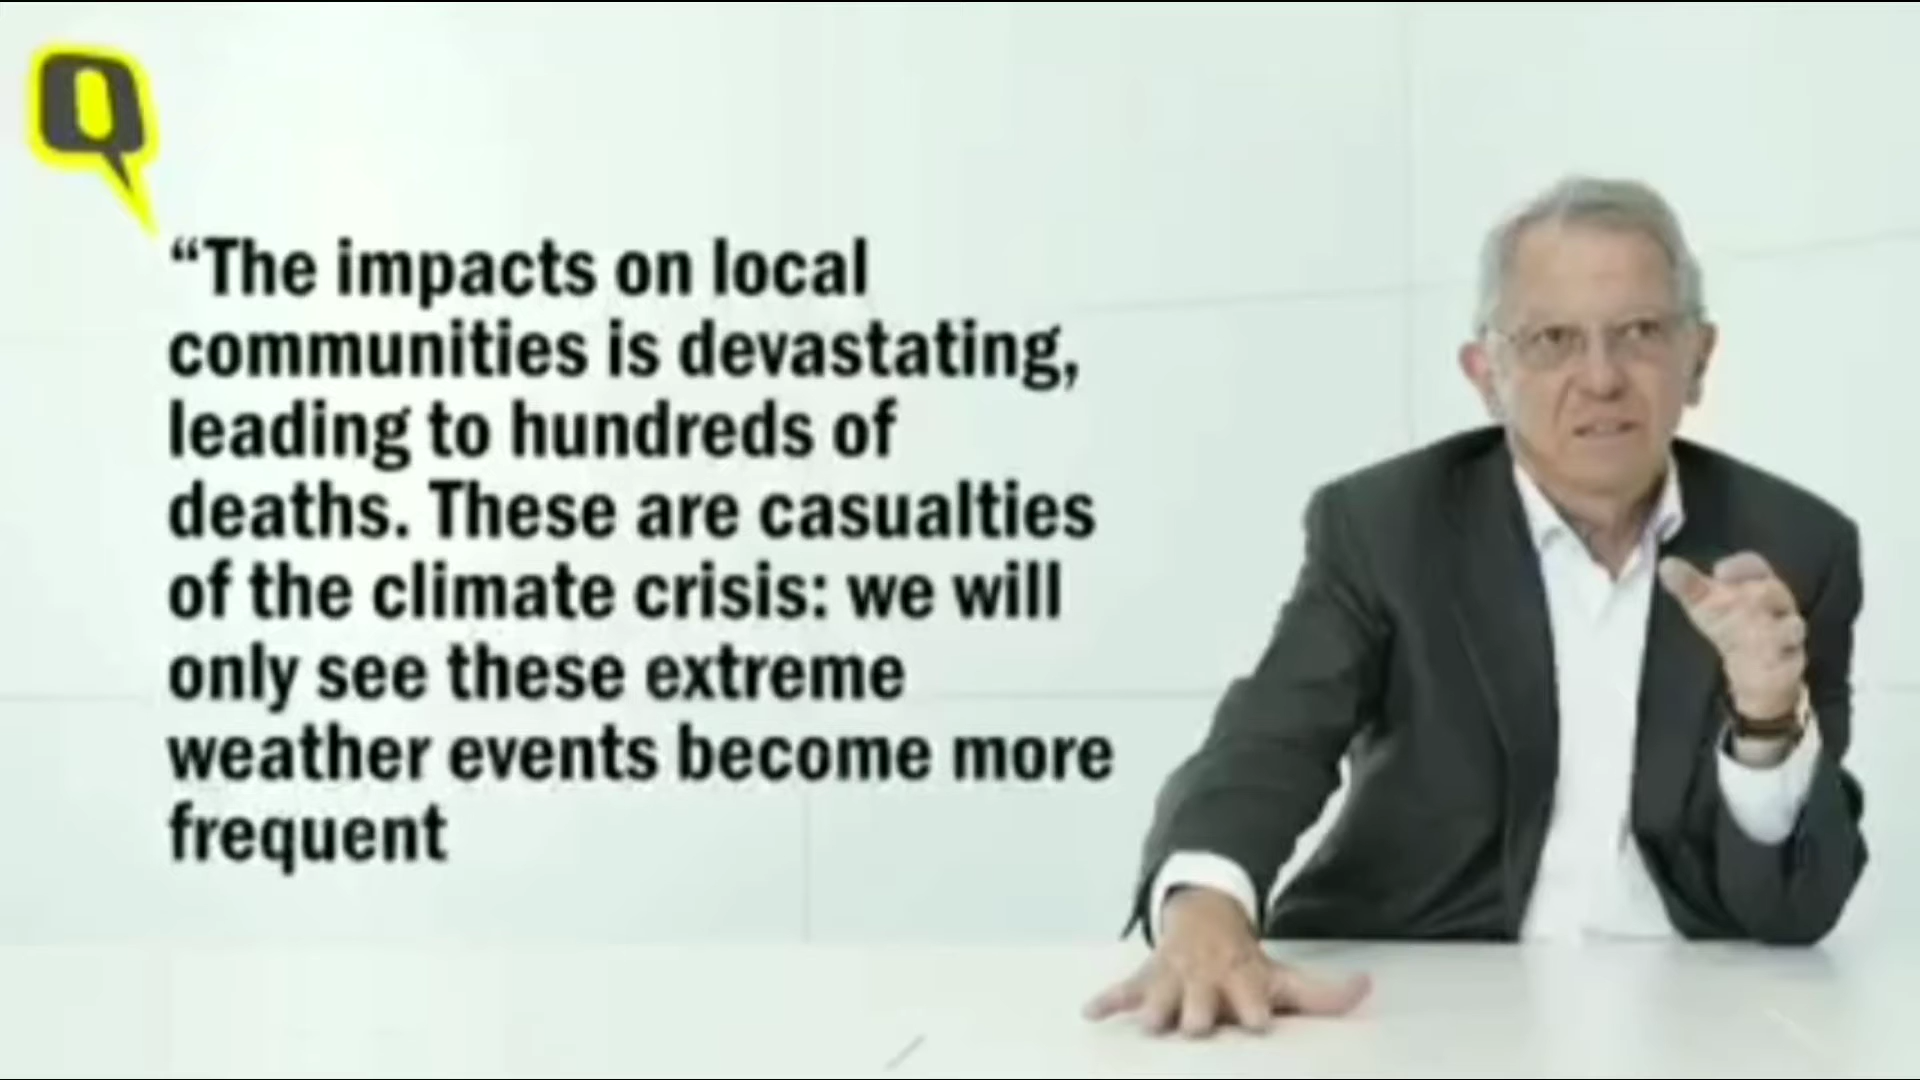 Q
“The impacts on local
communities is devastating,
leading to hundreds of
deaths. These are casualties
of the climate crisis: we will
only see these extreme
weather events become more
frequent